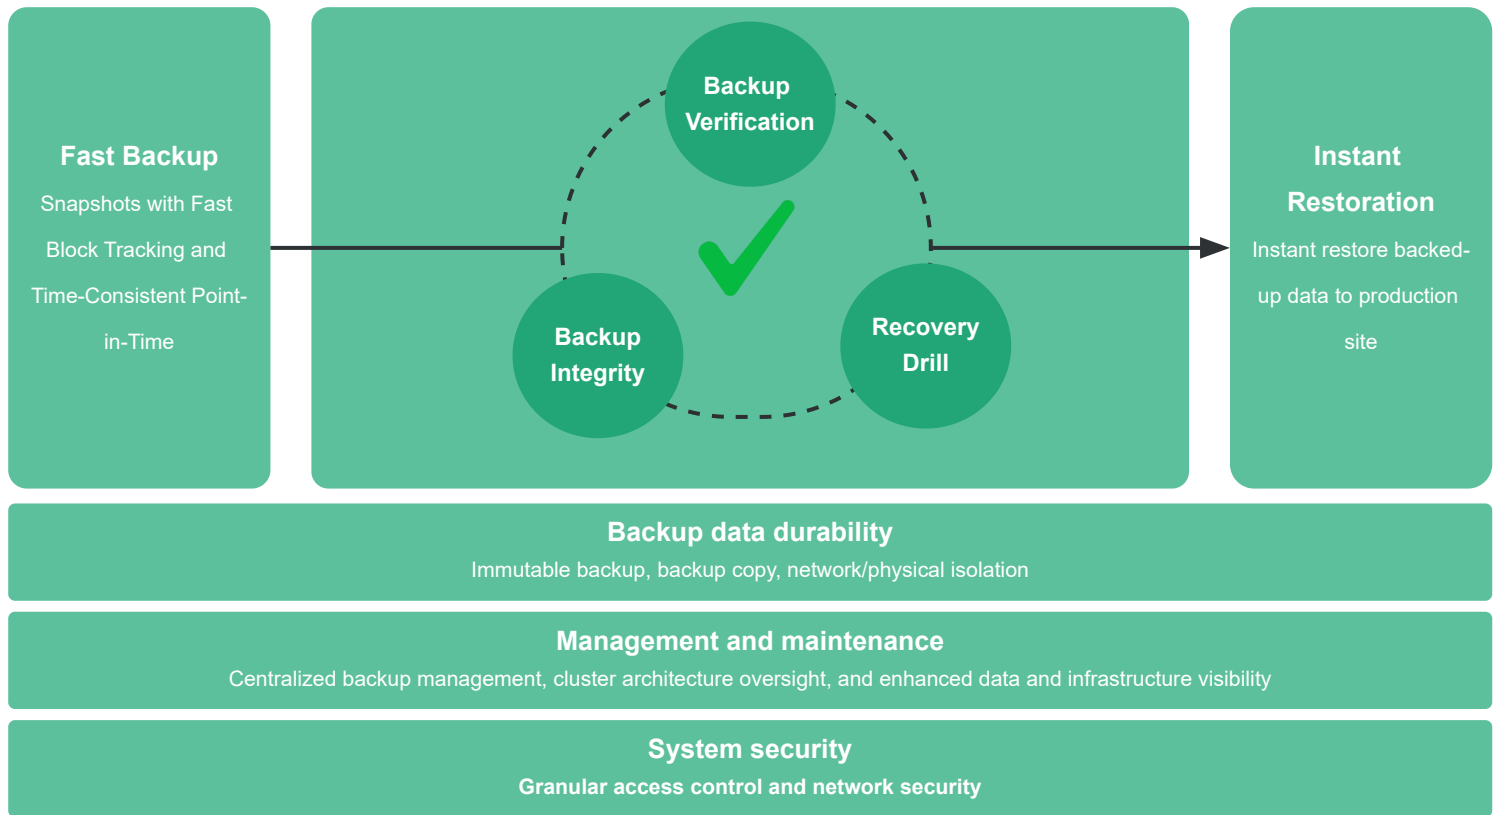 Fast Backup
Snapshots with Fast
Block Tracking and
Time-Consistent Point-
in-Time
Backup
Verification
Backup
Integrity
Recovery
Drill
Instant
Restoration
Instant restore backed-
up data to production
site
Backup data durability
Immutable backup, backup copy, network/physical isolation
Management and maintenance
Centralized backup management, cluster architecture oversight, and enhanced data and infrastructure visibility
System security
Granular access control and network security